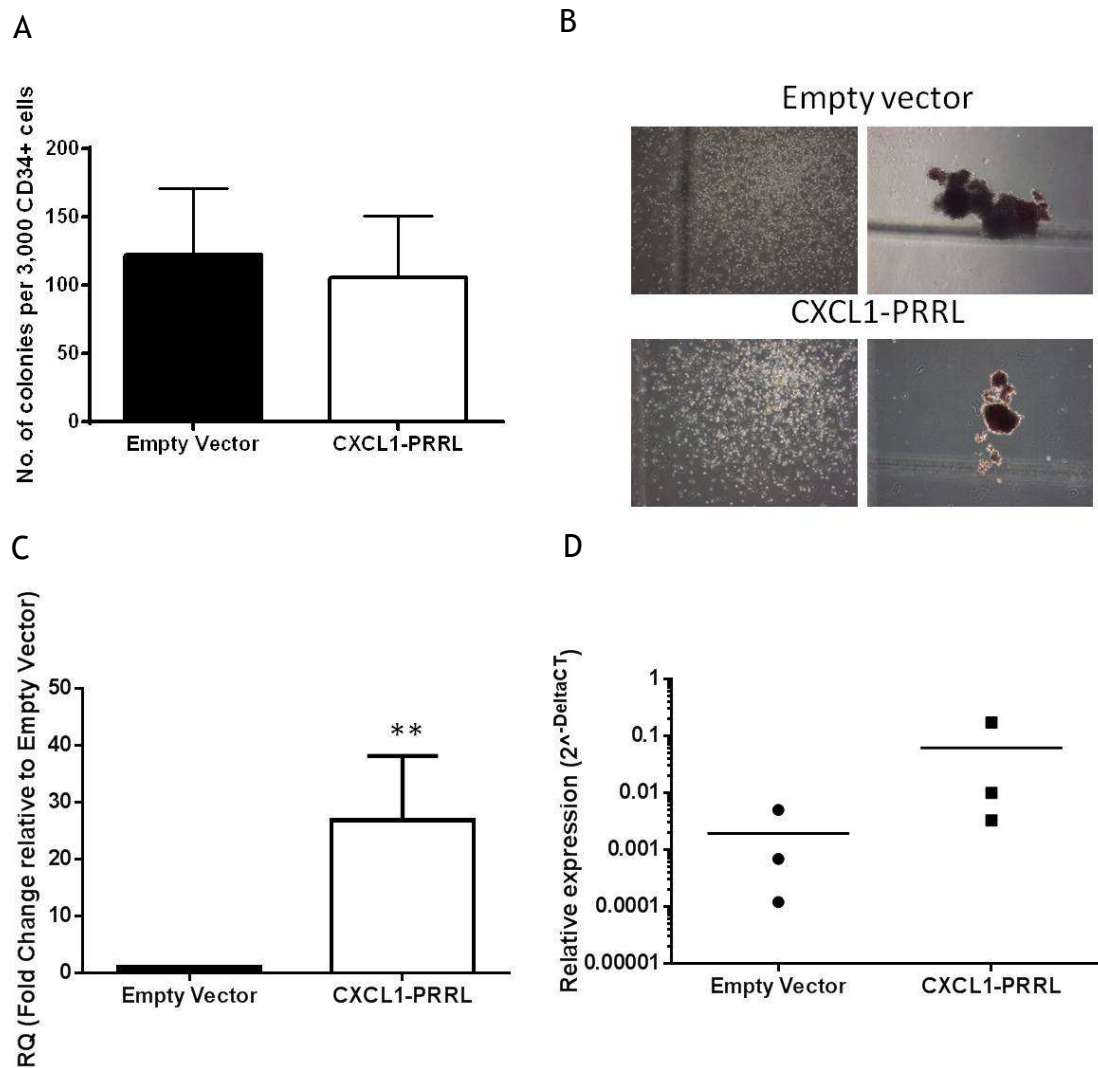 A
No. of colonies per 3,000 CD34+ cells
200
150
100
50
0
Empty Vector
CXCL1-PRRL
B
Empty vector
CXCL1-PRRL
C
RQ (Fold Change relative to Empty Vector)
50
40
30
20
10
0
**
Empty Vector
CXCL1-PRRL
D
Relative expression (2^-DeltaCT)
1
0.1
0.01
0.001
0.0001
0.00001
Empty Vector
CXCL1-PRRL